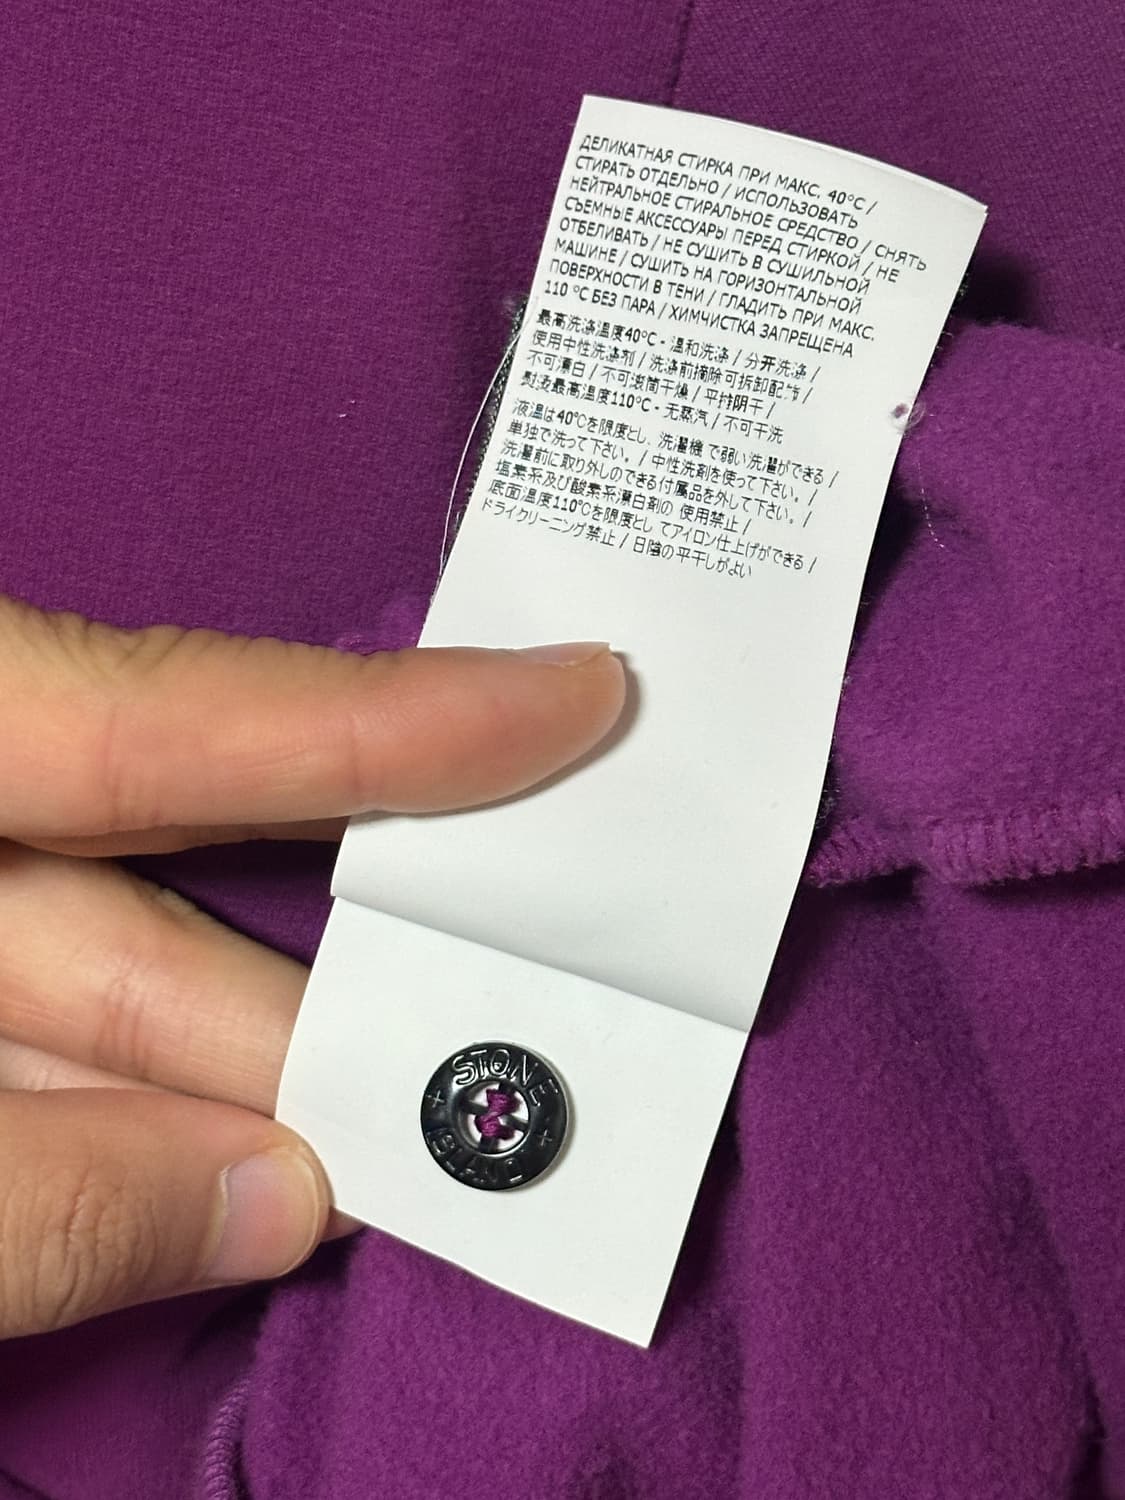 ДЕЛИКАТНАЯ СТИРКА ПРИ МАКС. 40°C /
СТИРАТЬ ОТДЕЛЬНО / ИСПОЛЬЗОВАТЬ
НЕЙТРАЛЬНОЕ СТИРАЛЬНОЕ СРЕДСТВО / СНЯТЬ
СЪЕМНЫЕ АКСЕССУАРЫ ПЕРЕД СТИРКОЙ / НЕ
ОТБЕЛИВАТЬ / НЕ СУШИТЬ В СУШИЛЬНОЙ
МАШИНЕ / СУШИТЬ НА ГОРИЗОНТАЛЬНОЙ
ПОВЕРХНОСТИ В ТЕНИ / ГЛАДИТЬ ПРИ МАКС.
110 °C БЕЗ ПАРА / ХИМЧИСТКА ЗАПРЕЩЕНА
最高洗涤温度40°C - 温和洗涤 / 分开洗涤 /
使用中性洗涤剂 / 洗涤前摘除可拆卸配饰 /
不可漂白 / 不可滚筒干燥 / 平摊阴干 /
熨烫最高温度110°C - 无蒸汽 / 不可干洗
液温は40℃を限度とし、洗濯機 で弱い洗濯ができる /
単独で洗って下さい。 / 中性洗剤を使って下さい。 /
洗濯前に取り外しのできる付属品を外して下さい。 /
塩素系及び酸素系漂白剤の 使用禁止 /
底面温度110℃を限度とし てアイロン仕上げができる /
ドライクリーニング禁止 / 日陰の平干しがよい
STONE
ISLAND